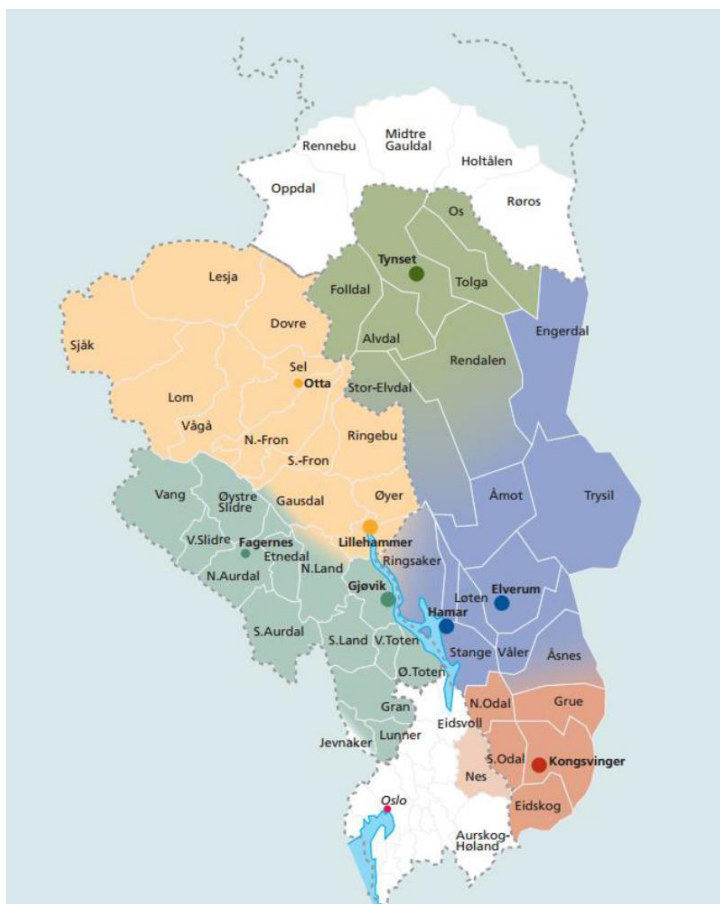 Midtre
Gauldal
Rennebu
Holtålen
Oppdal
Røros
Os
Tynset
Tolga
Folldal
Lesja
Dovre
Alvdal
Engerdal
Sjåk
Rendalen
Sel
Otta
Stor-Elvdal
Lom
Vågå
N.-Fron
Ringebu
S.-Fron
Vang
Øystre
Slidre
Gausdal
Øyer
Åmot
Trysil
V.Slidre
Fagernes
Lillehammer
Etnedal
N.Land
Ringsaker
N.Aurdal
Gjøvik
Løten
Elverum
Hamar
S.Aurdal
S.Land
V.Toten
Stange
Våler
Åsnes
Ø.Toten
N.Odal
Grue
Gran
Eidsvoll
Jevnaker
Lunner
S.Odal
Kongsvinger
Nes
Oslo
Eidskog
Aurskog-
Høland